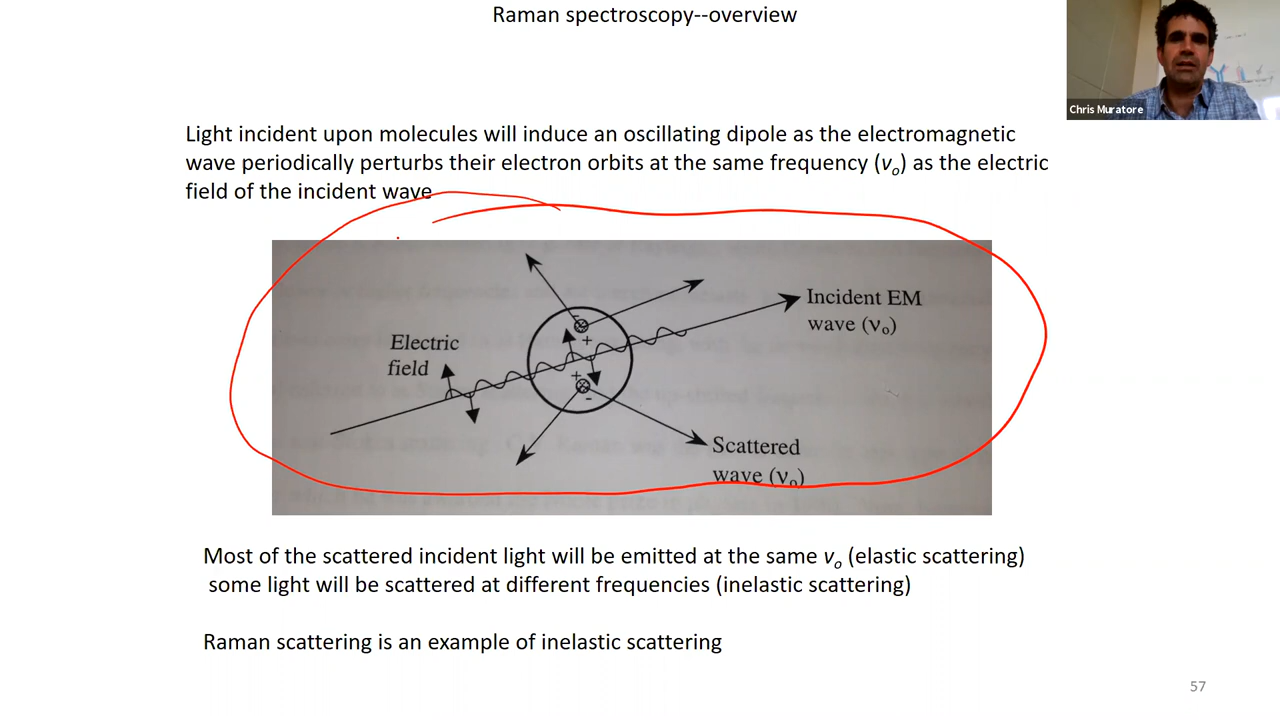 Raman spectroscopy--overview
Chris Muratore
Light incident upon molecules will induce an oscillating dipole as the electromagnetic
wave periodically perturbs their electron orbits at the same frequency (vo) as the electric
field of the incident wave
Electric
field
- 
+
+
-
Incident EM
wave (νo)
Scattered
wave (νo)
Most of the scattered incident light will be emitted at the same vo (elastic scattering)
some light will be scattered at different frequencies (inelastic scattering)
Raman scattering is an example of inelastic scattering
57